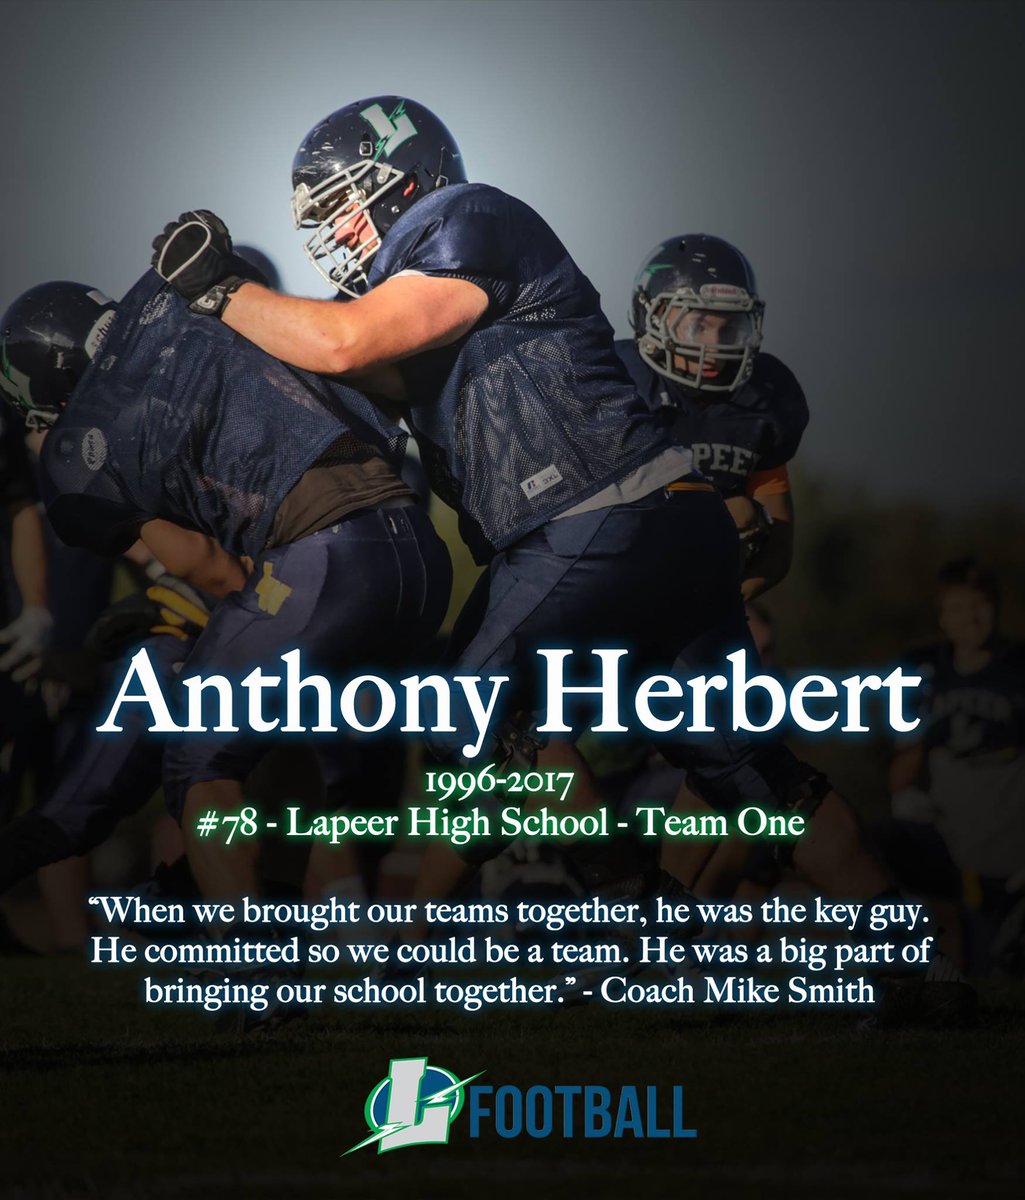 L
Riddell
LAPEER
Anthony Herbert
1996-2017
#78 - Lapeer High School - Team One
“When we brought our teams together, he was the key guy.
He committed so we could be a team. He was a big part of
bringing our school together.” - Coach Mike Smith
L FOOTBALL